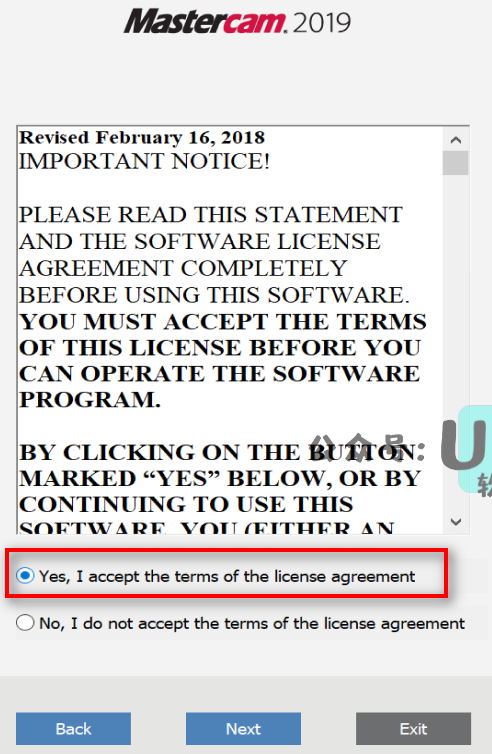 Mastercam. 2019
Revised February 16, 2018
IMPORTANT NOTICE!
PLEASE READ THIS STATEMENT
AND THE SOFTWARE LICENSE
AGREEMENT COMPLETELY
BEFORE USING THIS SOFTWARE.
YOU MUST ACCEPT THE TERMS
OF THIS LICENSE BEFORE YOU
CAN OPERATE THE SOFTWARE
PROGRAM.
BY CLICKING ON THE BUTTON
MARKED “YES” BELOW, OR BY
CONTINUING TO USE THIS
SOFTWARE, YOU (EITHER AN
公众号: U
软
Yes, I accept the terms of the license agreement
No, I do not accept the terms of the license agreement
Back
Next
Exit